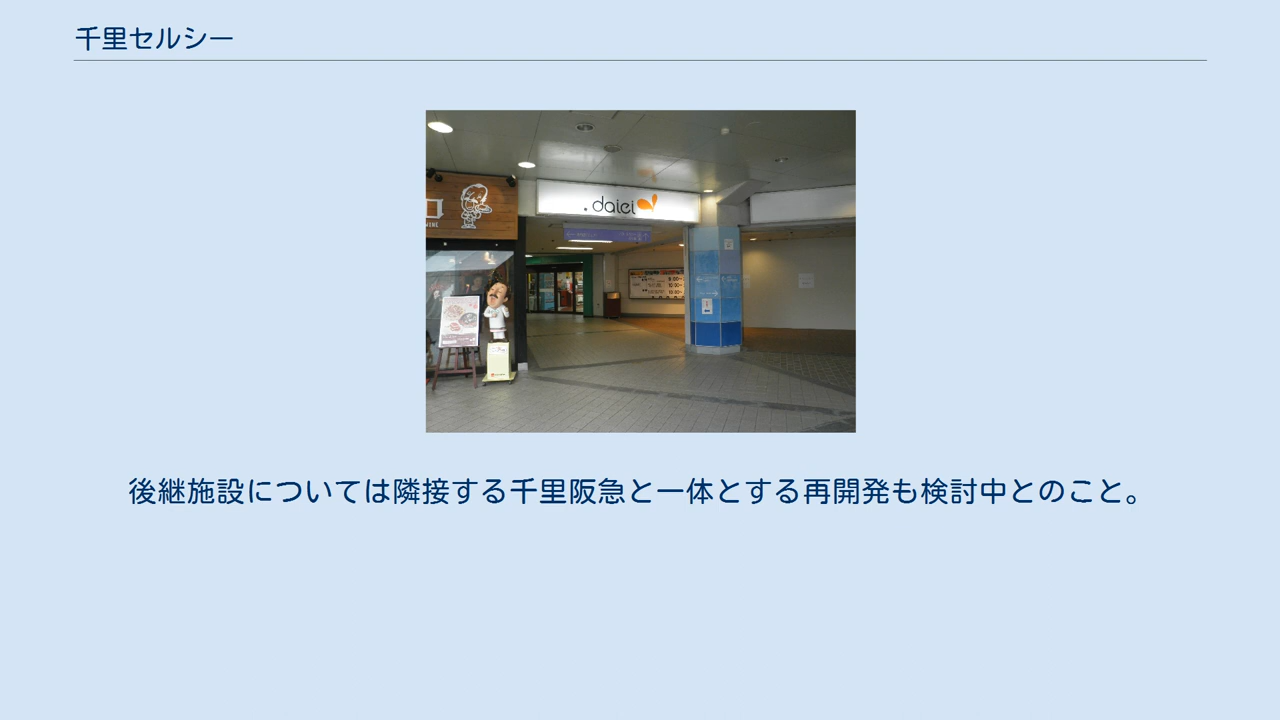 千里セルシー
daiei
後継施設については隣接する千里阪急と一体とする再開発も検討中とのこと。